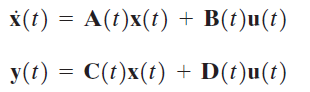 ẋ(t) = A(t)x(t) + B(t)u(t)
y(t) = C(t)x(t) + D(t)u(t)